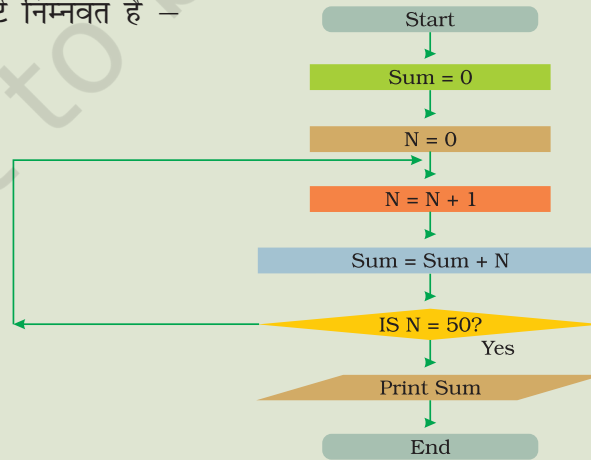 निम्नवत है –
Start
Sum = 0
N = 0
N = N + 1
Sum = Sum + N
IS N = 50?
Yes
Print Sum
End